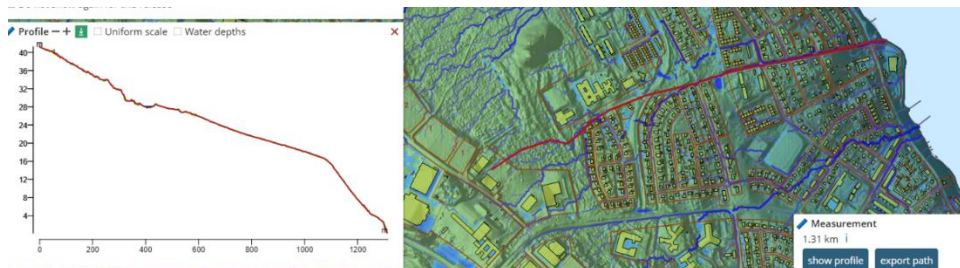 Profile − + Uniform scale Water depths ×
m
40
36
32
28
24
20
16
12
8
4
0 200 400 600 800 1000 1200 m
Measurement
1.31 km i
show profile export path